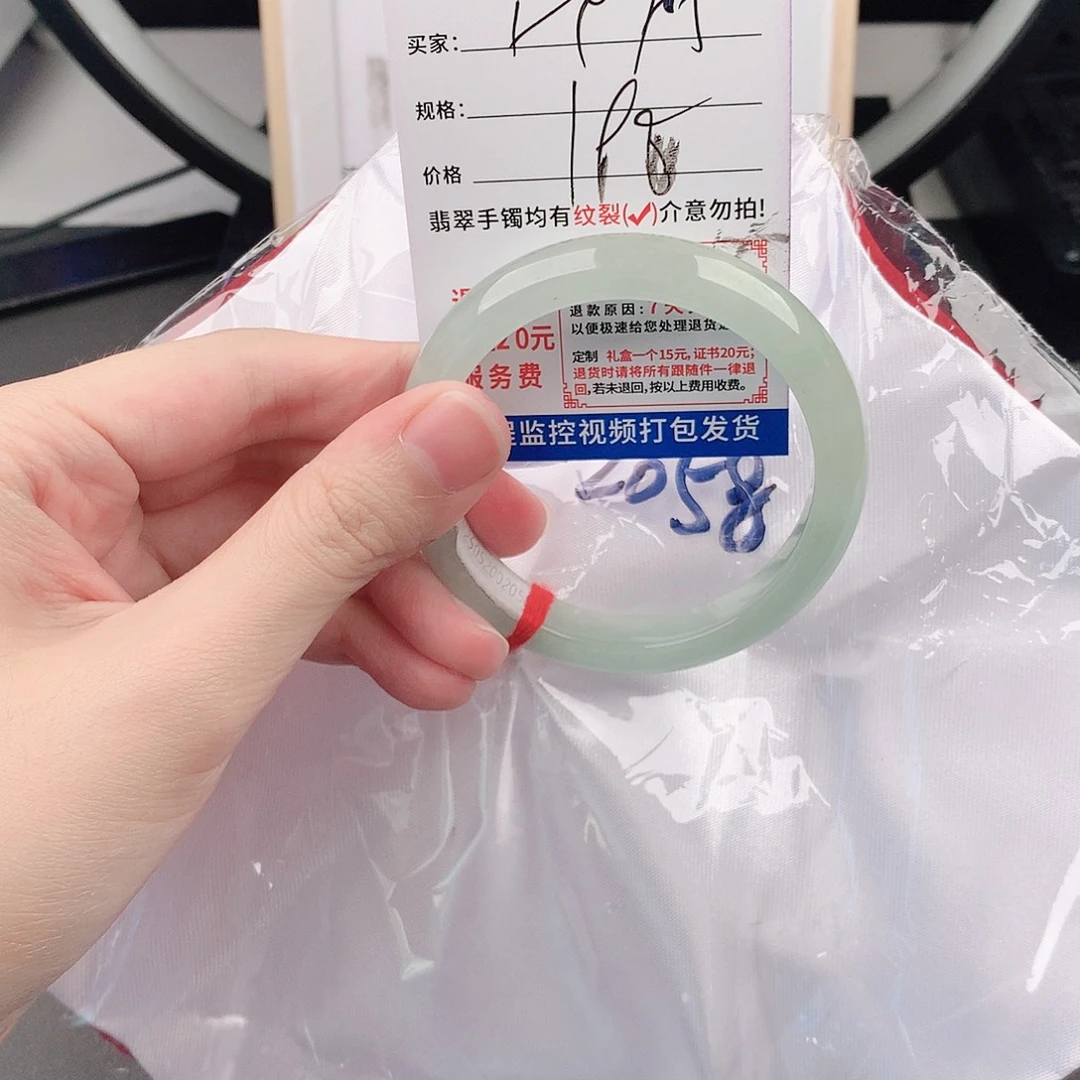 买家:
规格:
价格
翡翠手镯均有纹裂(✓)介意勿拍!
退款原因:7天
以便极速给您处理退货
20元
定制 礼盒一个15元,证书20元;
服务费
退货时请将所有跟随件一律退
回,若未退回,按以上费用收费。
程监控视频打包发货
2058